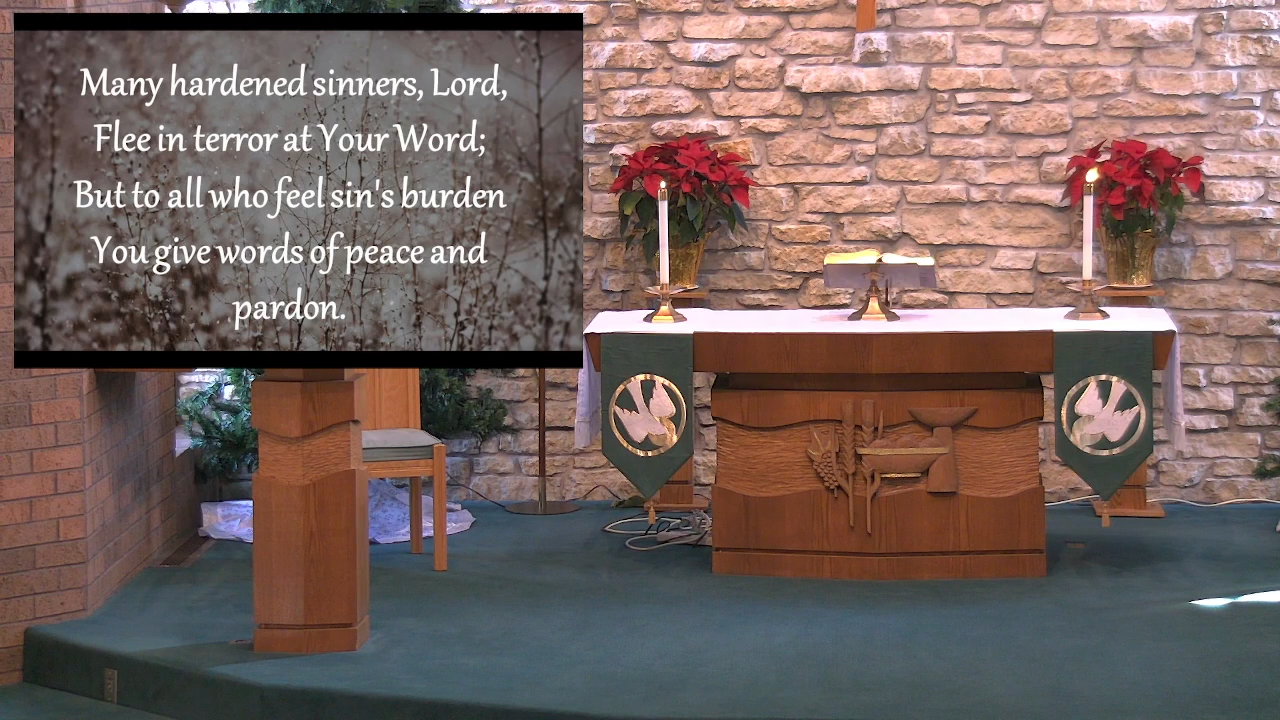 Many hardened sinners, Lord,
Flee in terror at Your Word;
But to all who feel sin's burden
You give words of peace and
pardon.